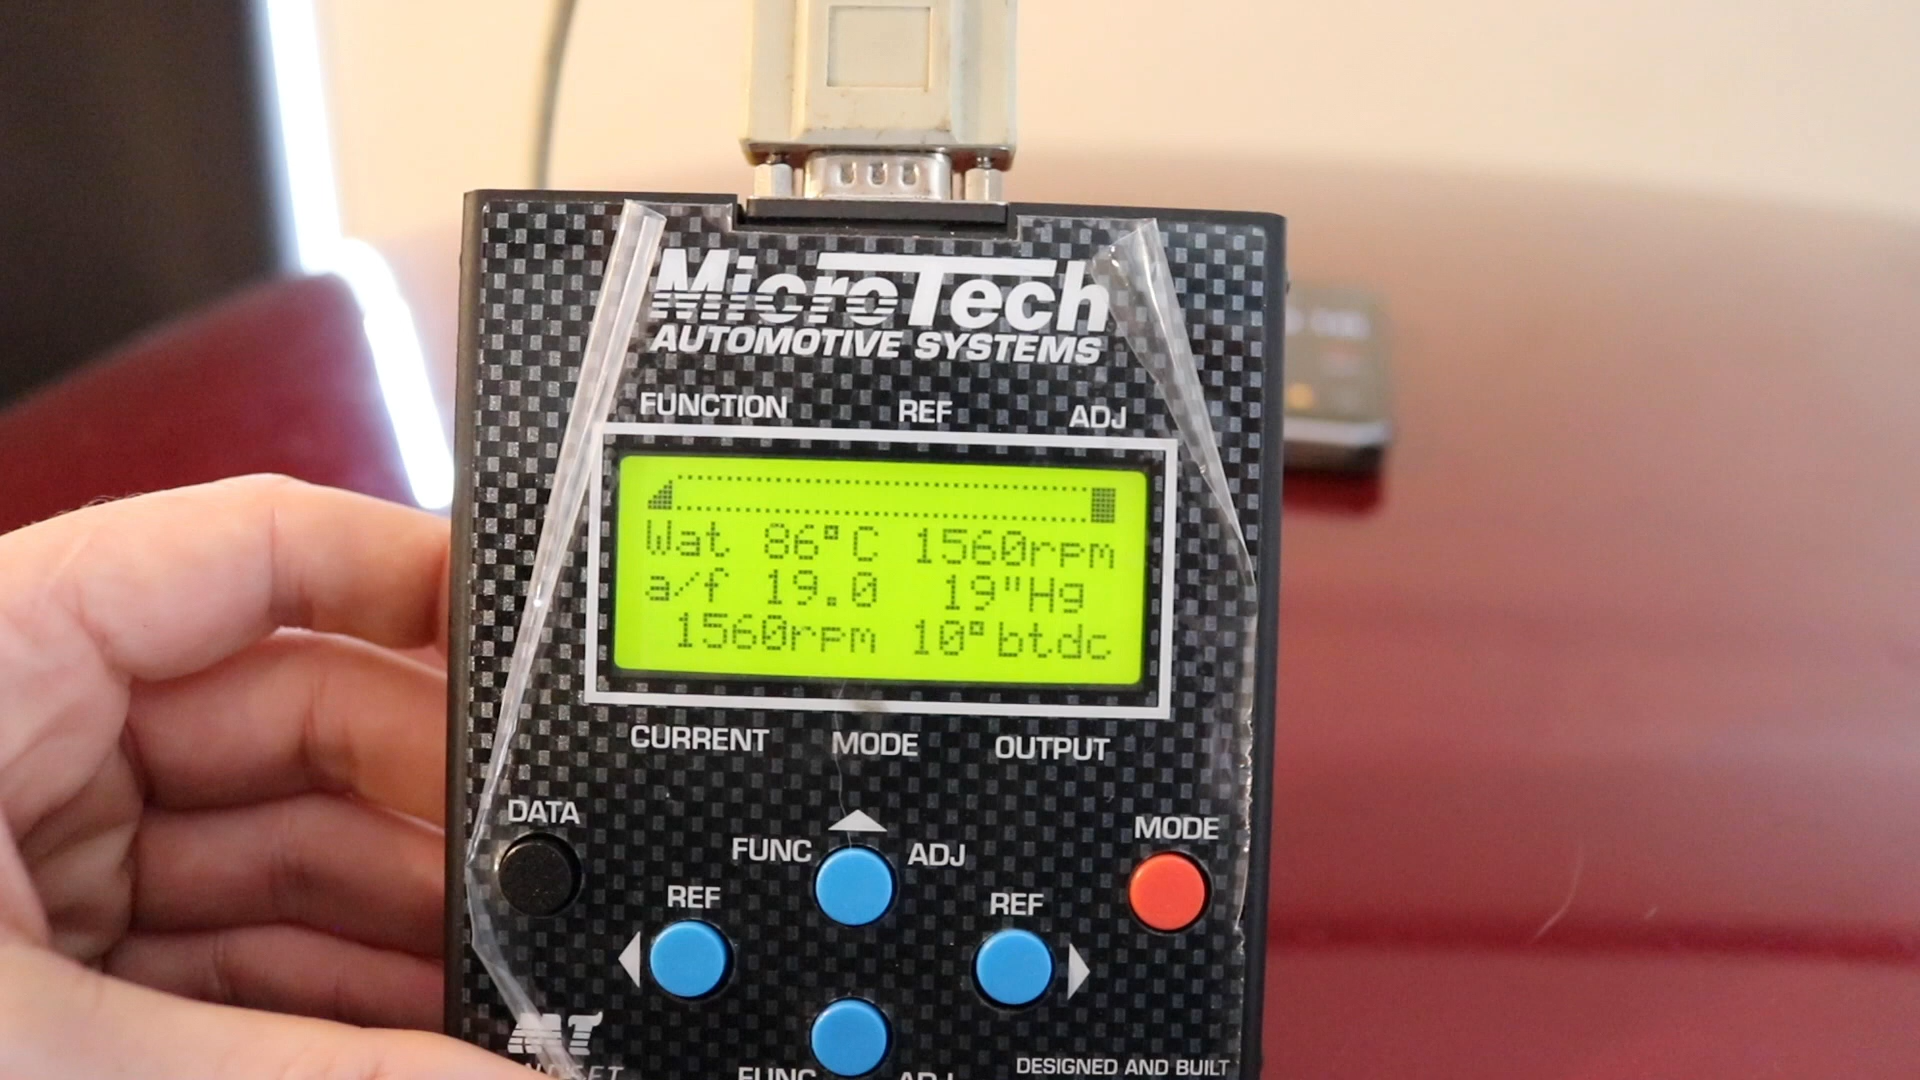 MicroTech
AUTOMOTIVE SYSTEMS
FUNCTION REF ADJ
Wat 86°C 1560rpm
a/f 19.0 19"Hg
1560rpm 10°btdc
CURRENT MODE OUTPUT
DATA
MODE
FUNC ADJ
REF REF
MT
DESIGNED AND BUILT
FUNC ADJ